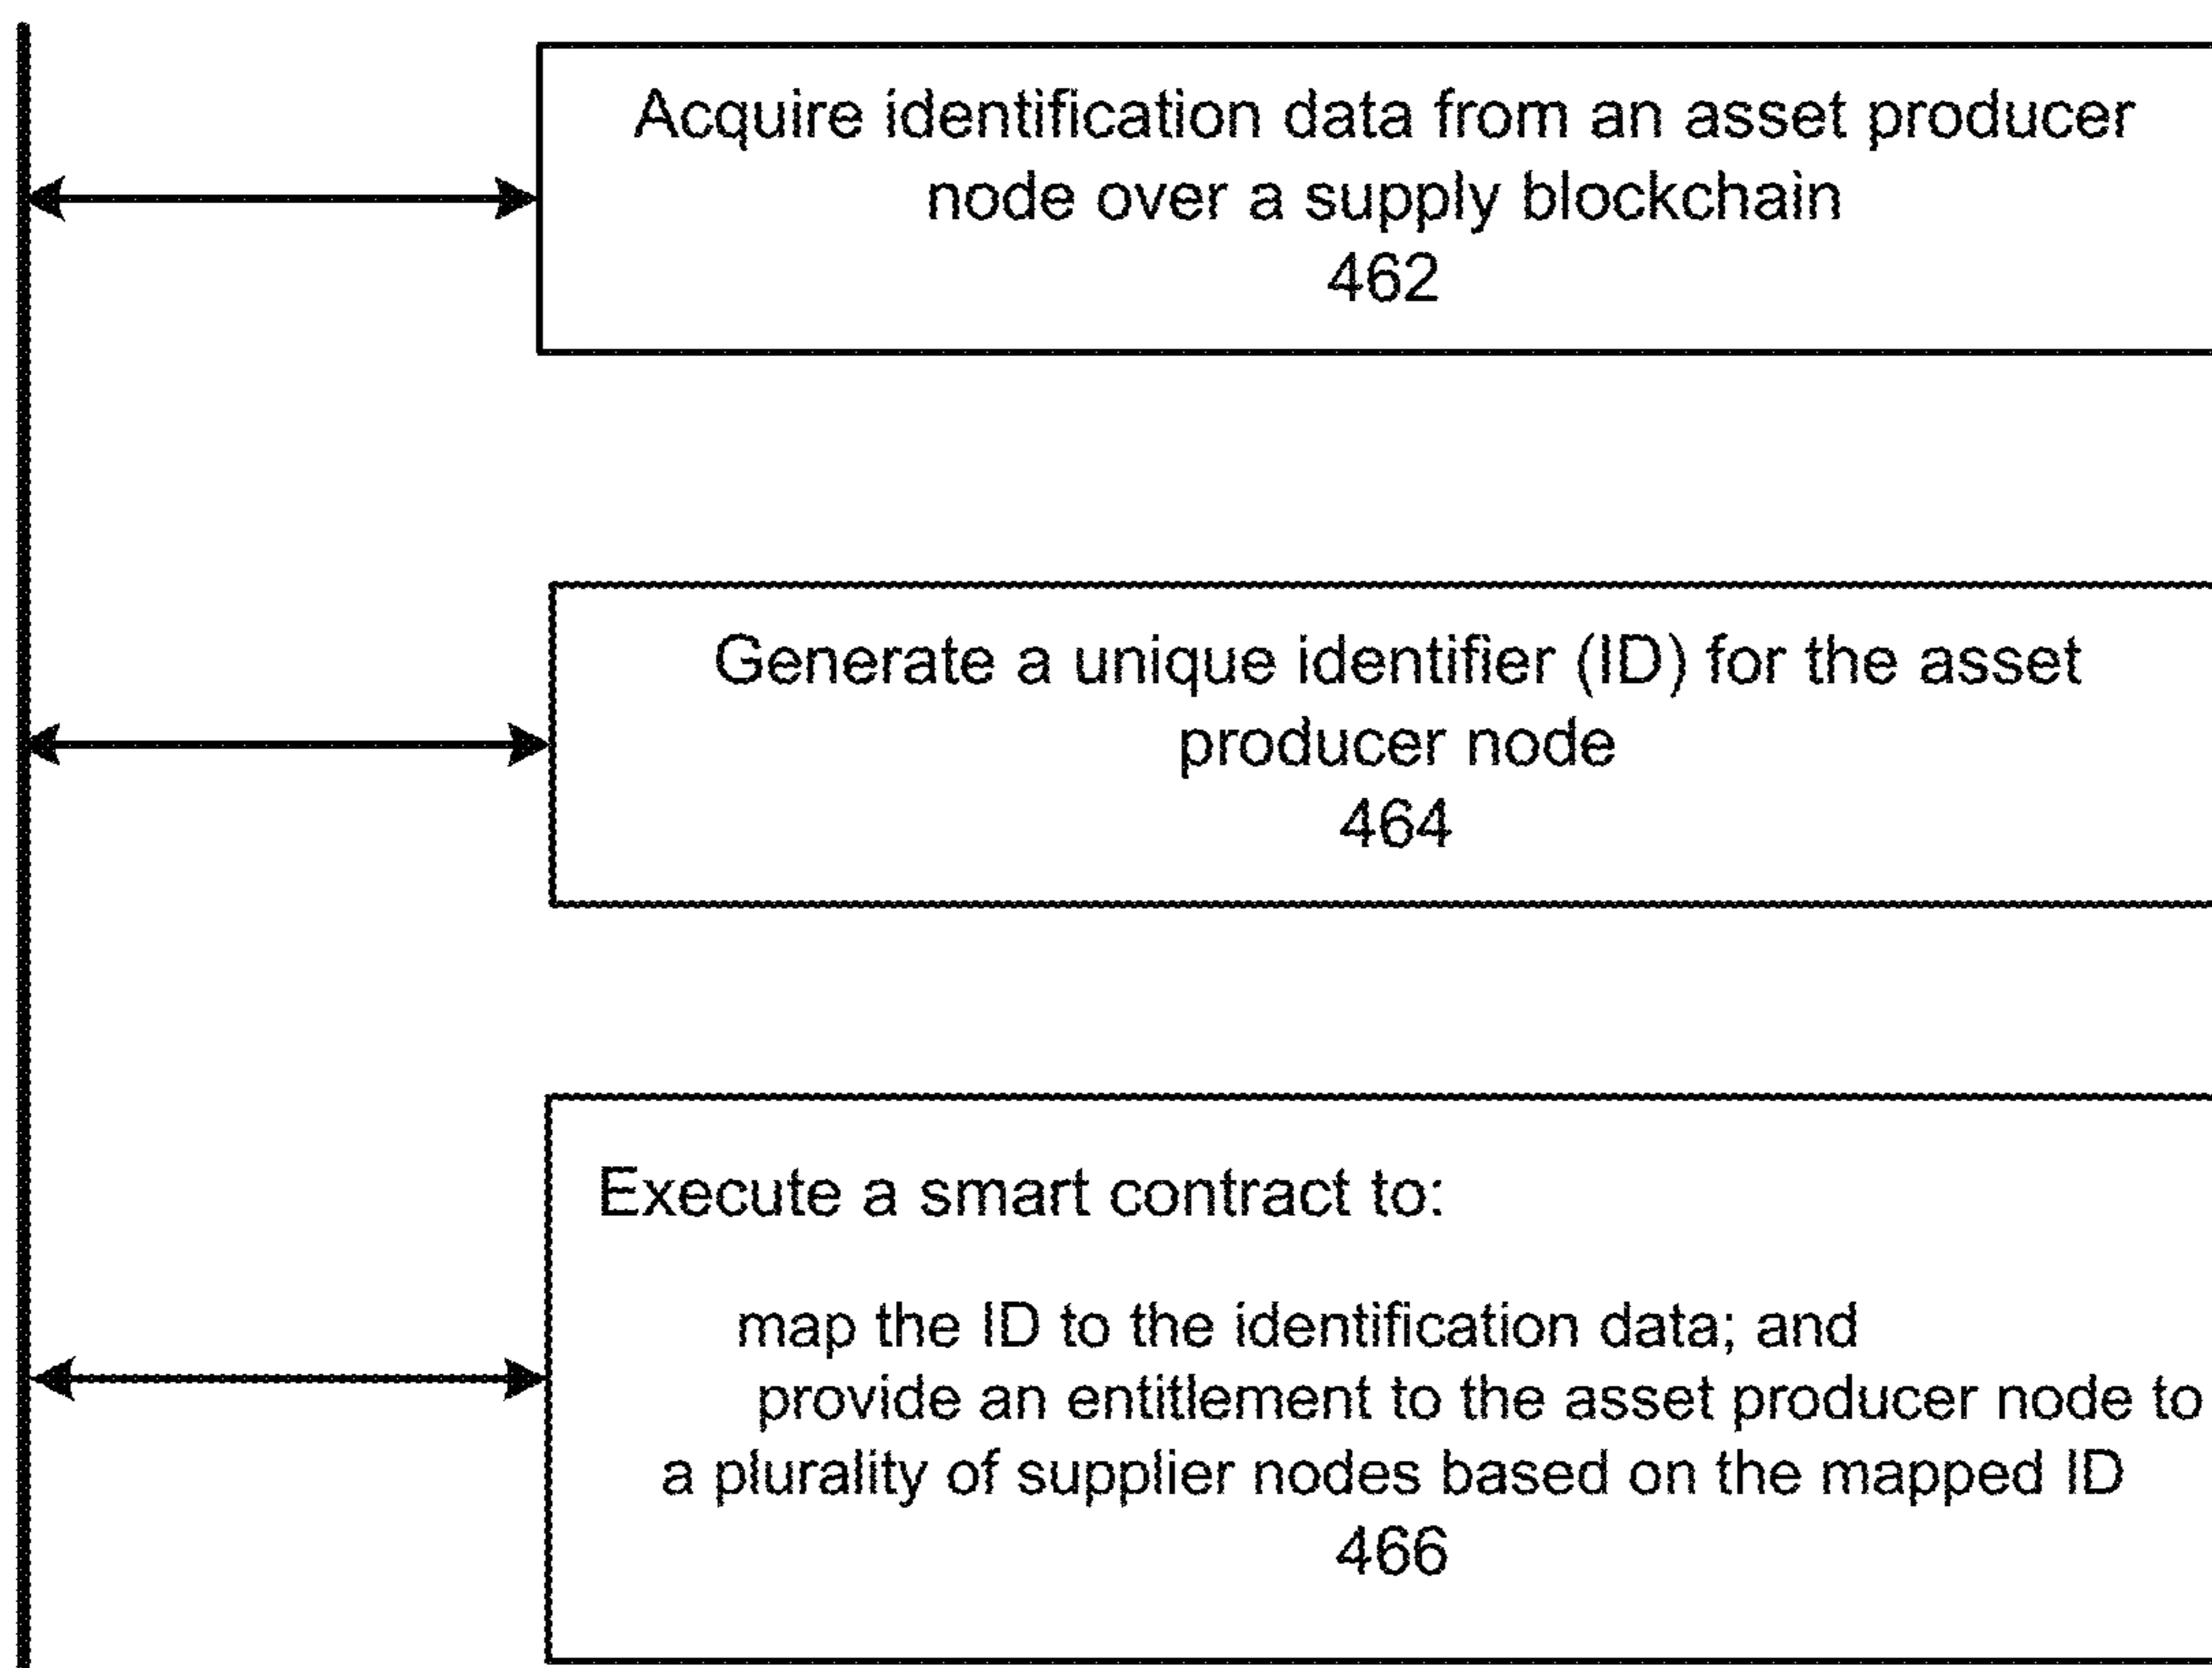 Acquire identification data from an asset producer
node over a supply blockchain
462
Generate a unique identifier (ID) for the asset
producer node
464
Execute a smart contract to:
map the ID to the identification data; and
provide an entitlement to the asset producer node to
a plurality of supplier nodes based on the mapped ID
466